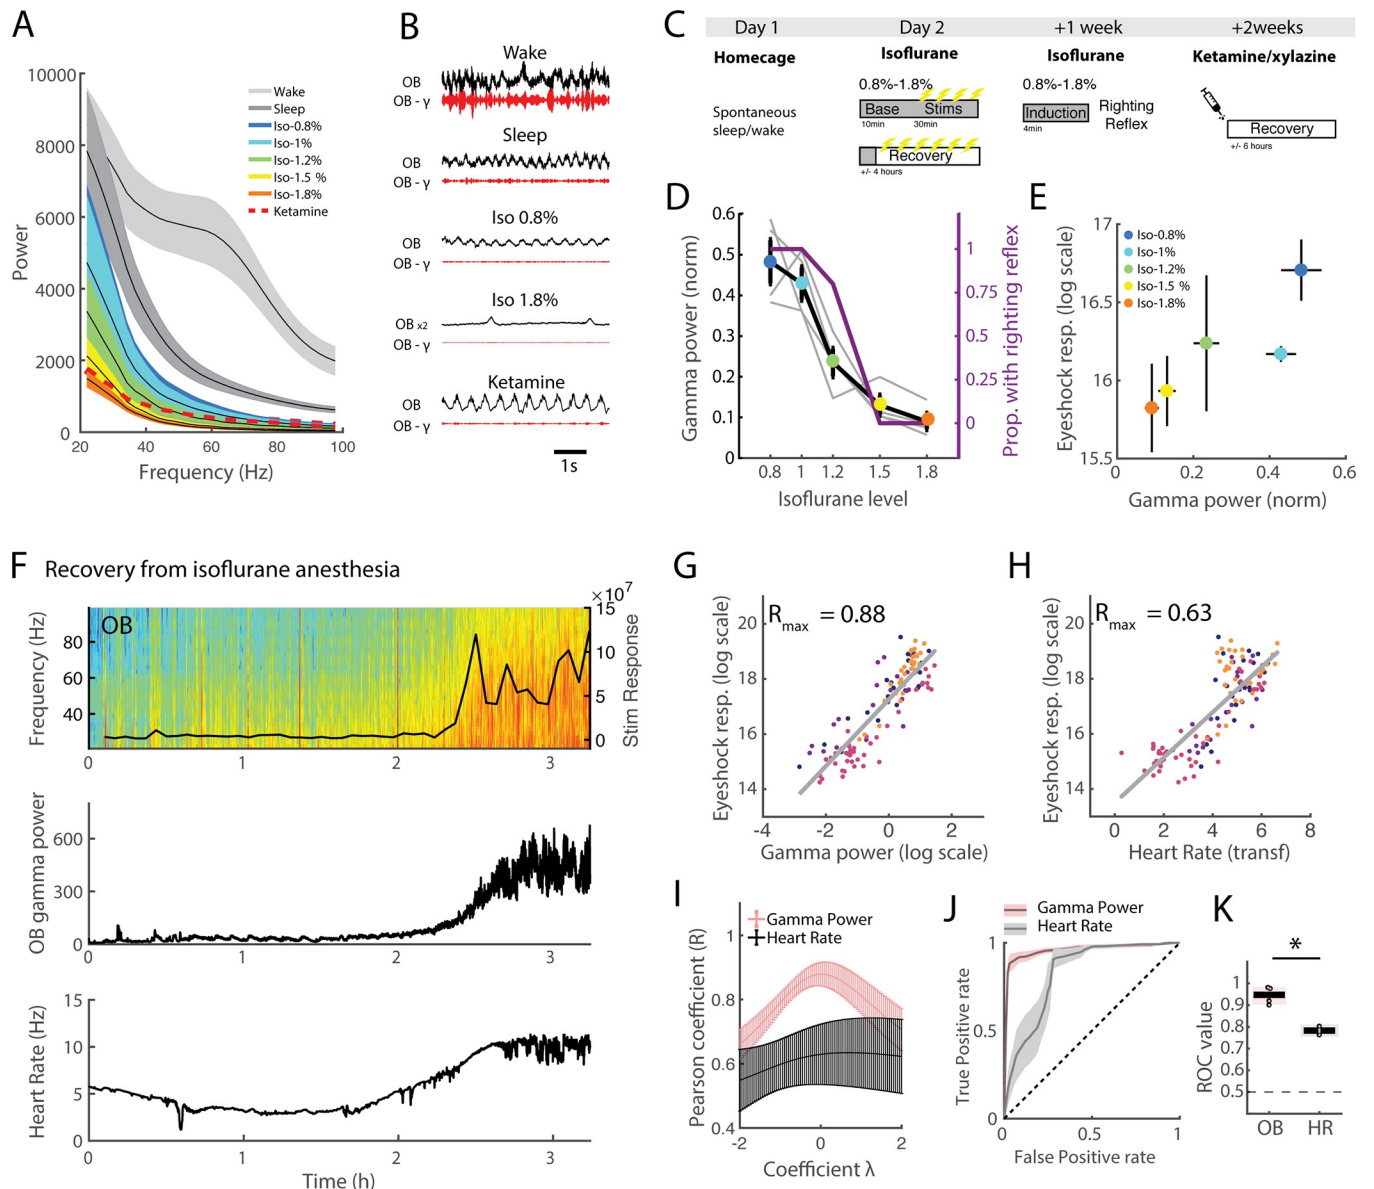 A
10000
8000
6000
4000
2000
0
Power
20 40 60 80 100
Frequency (Hz)
Wake
Sleep
Iso-0.8%
Iso-1%
Iso-1.2%
Iso-1.5 %
Iso-1.8%
Ketamine
B
Wake
OB
OB - γ
Sleep
OB
OB - γ
Iso 0.8%
OB
OB - γ
Iso 1.8%
OB x2
OB - γ
Ketamine
OB
OB - γ
1s
C
Day 1 Day 2 +1 week +2weeks
Homecage Isoflurane Isoflurane Ketamine/xylazine
Spontaneous
sleep/wake
0.8%-1.8%
Base Stims
10min 30min
Recovery
+/- 4 hours
0.8%-1.8%
Induction
4min
Righting
Reflex
Recovery
+/- 6 hours
D
0.6
0.5
0.4
0.3
0.2
0.1
0
Gamma power (norm)
0.8 1 1.2 1.5 1.8
Isoflurane level
1
0.75
0.5
0.25
0
Prop. with righting reflex
E
17
16.5
16
15.5
Eyeshock resp. (log scale)
Iso-0.8%
Iso-1%
Iso-1.2%
Iso-1.5 %
Iso-1.8%
0 0.2 0.4 0.6
Gamma power (norm)
F Recovery from isoflurane anesthesia
OB
80
60
40
Frequency (Hz)
×10⁷
15
10
5
0
Stim Response
0 1 2 3
600
300
0
OB gamma power
0 1 2 3
15
10
5
0
Heart Rate (Hz)
0 1 2 3
Time (h)
G
Rmax = 0.88
20
18
16
14
Eyeshock resp. (log scale)
-4 -2 0 2
Gamma power (log scale)
H
Rmax = 0.63
20
18
16
14
Eyeshock resp. (log scale)
0 2 4 6 8
Heart Rate (transf)
I
Gamma Power
Heart Rate
1
0.8
0.6
0.4
Pearson coefficient (R)
-2 0 2
Coefficient λ
J
Gamma Power
Heart Rate
1
0.5
0
True Positive rate
0 0.5 1
False Positive rate
K
*
1
0.9
0.8
0.7
0.6
0.5
ROC value
OB HR